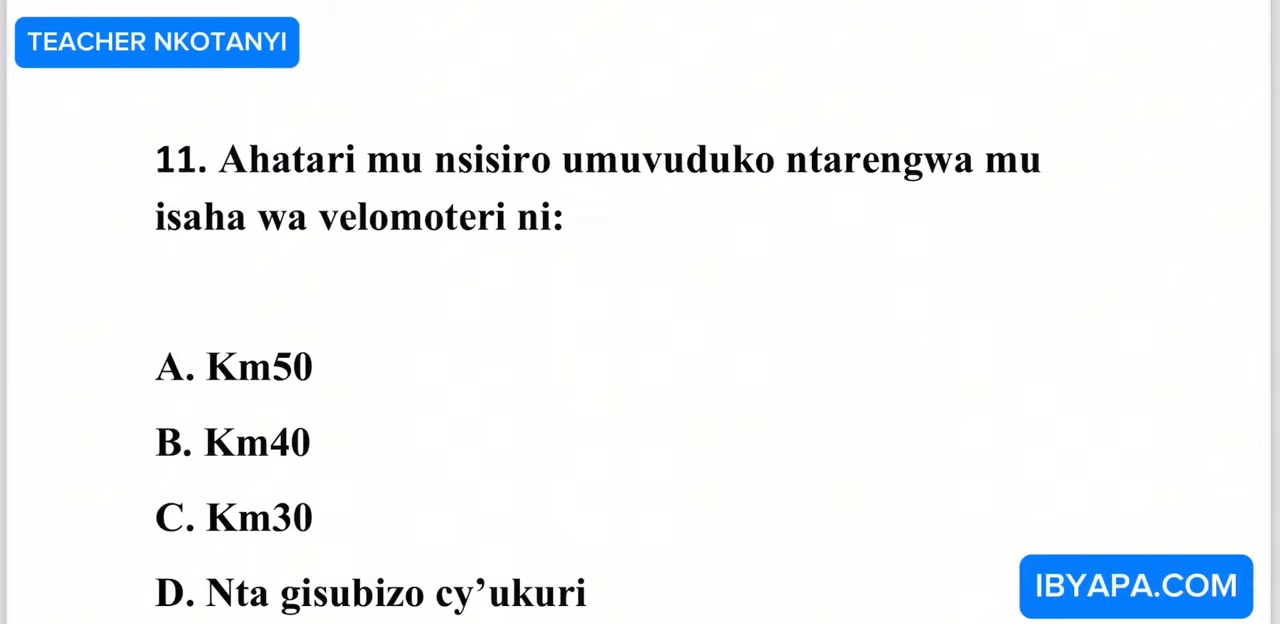 TEACHER NKOTANYI
11. Ahatari mu nsisiro umuvuduko ntarengwa mu
isaha wa velomoteri ni:
A. Km50
B. Km40
C. Km30
D. Nta gisubizo cy’ukuri
IBYAPA.COM